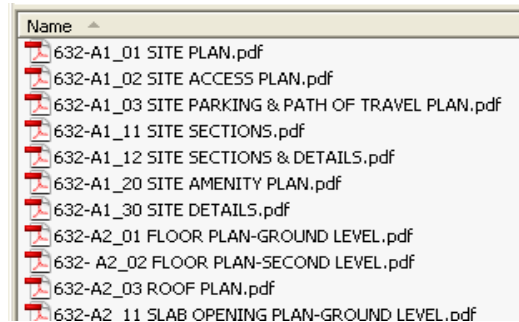 Name
632-A1_01 SITE PLAN.pdf
632-A1_02 SITE ACCESS PLAN.pdf
632-A1_03 SITE PARKING & PATH OF TRAVEL PLAN.pdf
632-A1_11 SITE SECTIONS.pdf
632-A1_12 SITE SECTIONS & DETAILS.pdf
632-A1_20 SITE AMENITY PLAN.pdf
632-A1_30 SITE DETAILS.pdf
632-A2_01 FLOOR PLAN-GROUND LEVEL.pdf
632- A2_02 FLOOR PLAN-SECOND LEVEL.pdf
632-A2_03 ROOF PLAN.pdf
632-A2_11 SLAB OPENING PLAN-GROUND LEVEL.pdf